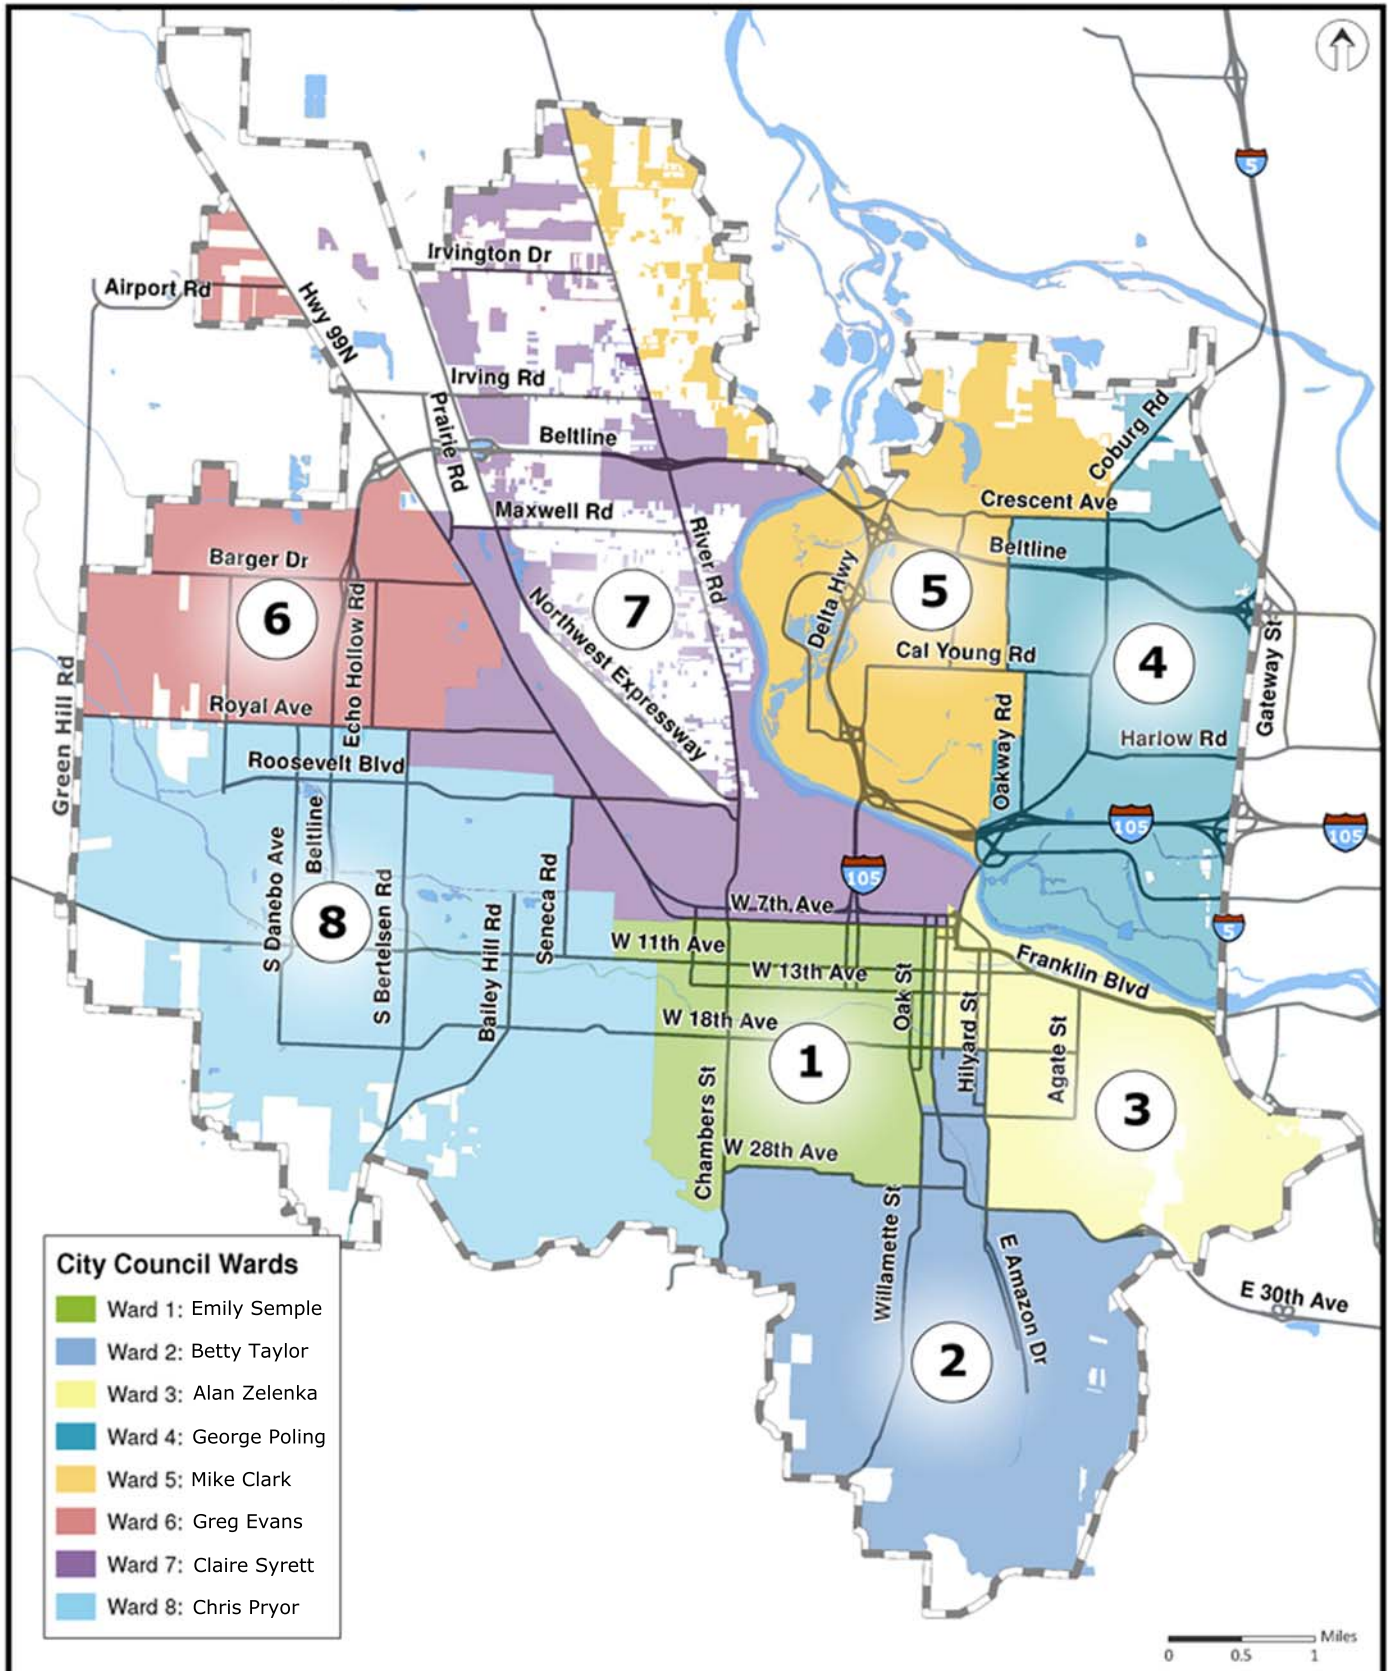 5
Irvington Dr
Airport Rd
Hwy 99N
Irving Rd
Prairie Rd
Beltline
Coburg Rd
Crescent Ave
Maxwell Rd
River Rd
Beltline
Barger Dr
Delta Hwy
5
6
7
Northwest Expressway
Echo Hollow Rd
Cal Young Rd
4
Gateway St
Green Hill Rd
Royal Ave
Oakway Rd
Harlow Rd
Roosevelt Blvd
105
105
Beltline
S Danebo Ave
105
S Bertelsen Rd
Seneca Rd
W 7th Ave
8
Bailey Hill Rd
W 11th Ave
5
W 13th Ave
Franklin Blvd
Oak St
Hilyard St
W 18th Ave
Agate St
1
Chambers St
3
W 28th Ave
Willamette St
E Amazon Dr
E 30th Ave
2
City Council Wards
Ward 1: Emily Semple
Ward 2: Betty Taylor
Ward 3: Alan Zelenka
Ward 4: George Poling
Ward 5: Mike Clark
Ward 6: Greg Evans
Ward 7: Claire Syrett
Ward 8: Chris Pryor
Miles
0 0.5 1